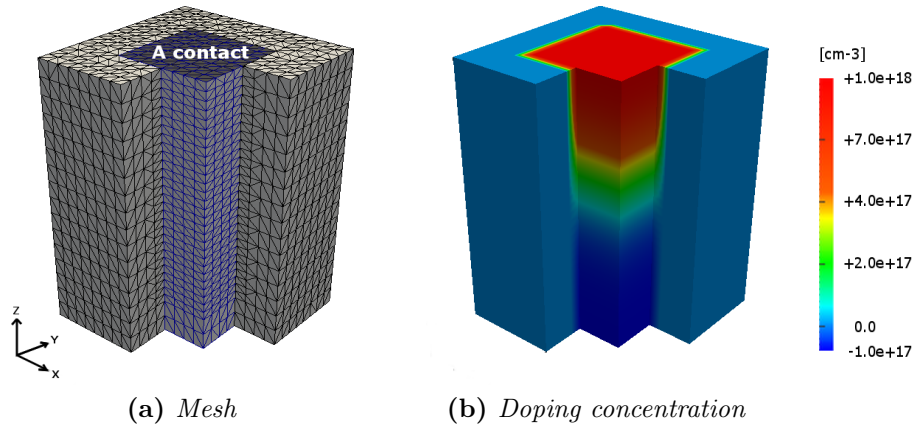 A contact
Z
Y
X
[cm-3]
+1.0e+18
+7.0e+17
+4.0e+17
+2.0e+17
0.0
-1.0e+17
(a) Mesh
(b) Doping concentration